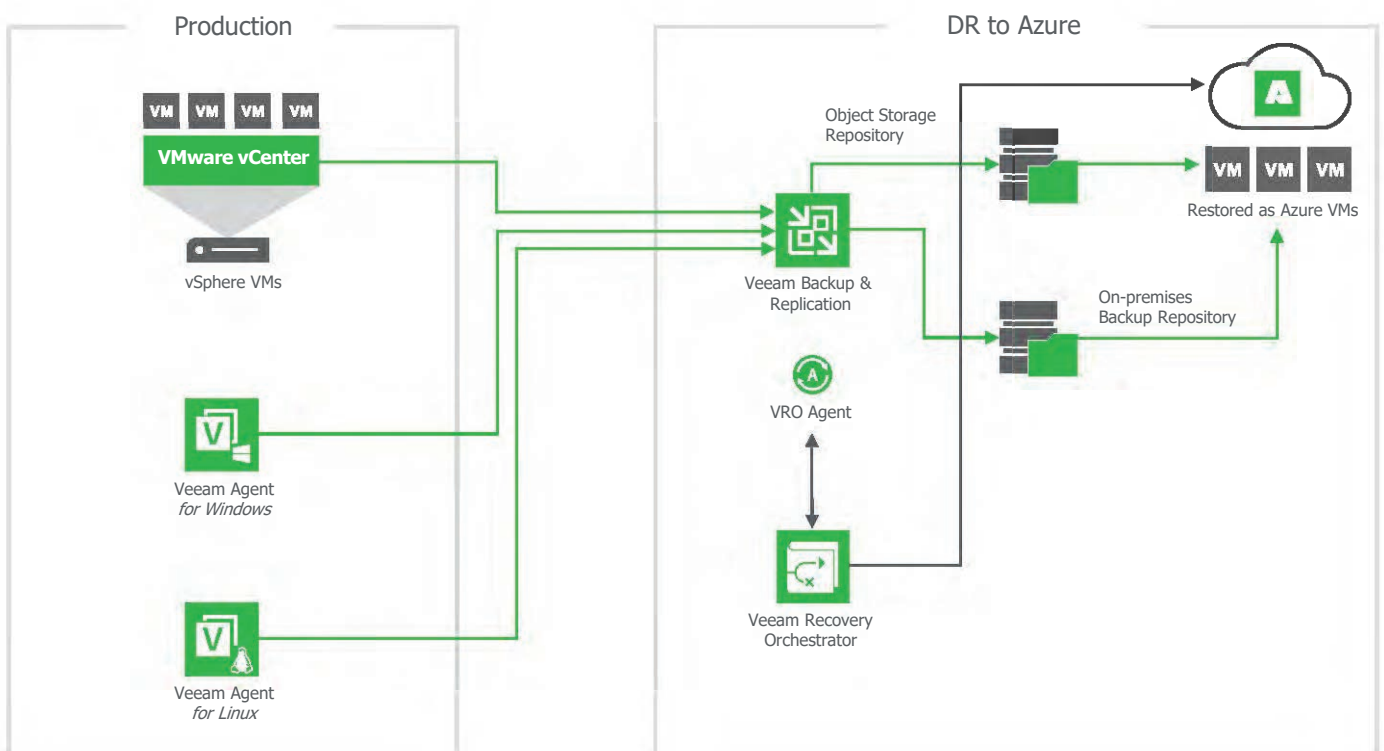 Production
DR to Azure
VM VM VM VM
VMware vCenter
vSphere VMs
Veeam Agent
for Windows
Veeam Agent
for Linux
Object Storage
Repository
Veeam Backup &
Replication
VRO Agent
Veeam Recovery
Orchestrator
A
VM VM VM
Restored as Azure VMs
On-premises
Backup Repository
V
V
A